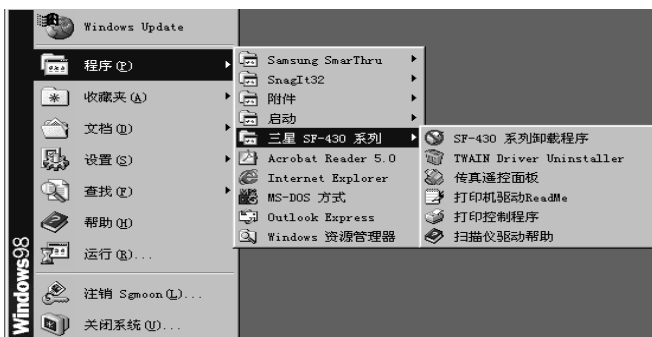 Windows Update
程序(P)
收藏夹(A)
文档(D)
设置(S)
查找(F)
帮助(H)
运行(R)...
注销 Sgmoon(L)...
关闭系统(U)...
Windows98
Samsung SmarThru
SnagIt32
附件
启动
三星 SF-430 系列
Acrobat Reader 5.0
Internet Explorer
MS-DOS 方式
Outlook Express
Windows 资源管理器
SF-430 系列卸载程序
TWAIN Driver Uninstaller
传真遥控面板
打印机驱动ReadMe
打印控制程序
扫描仪驱动帮助